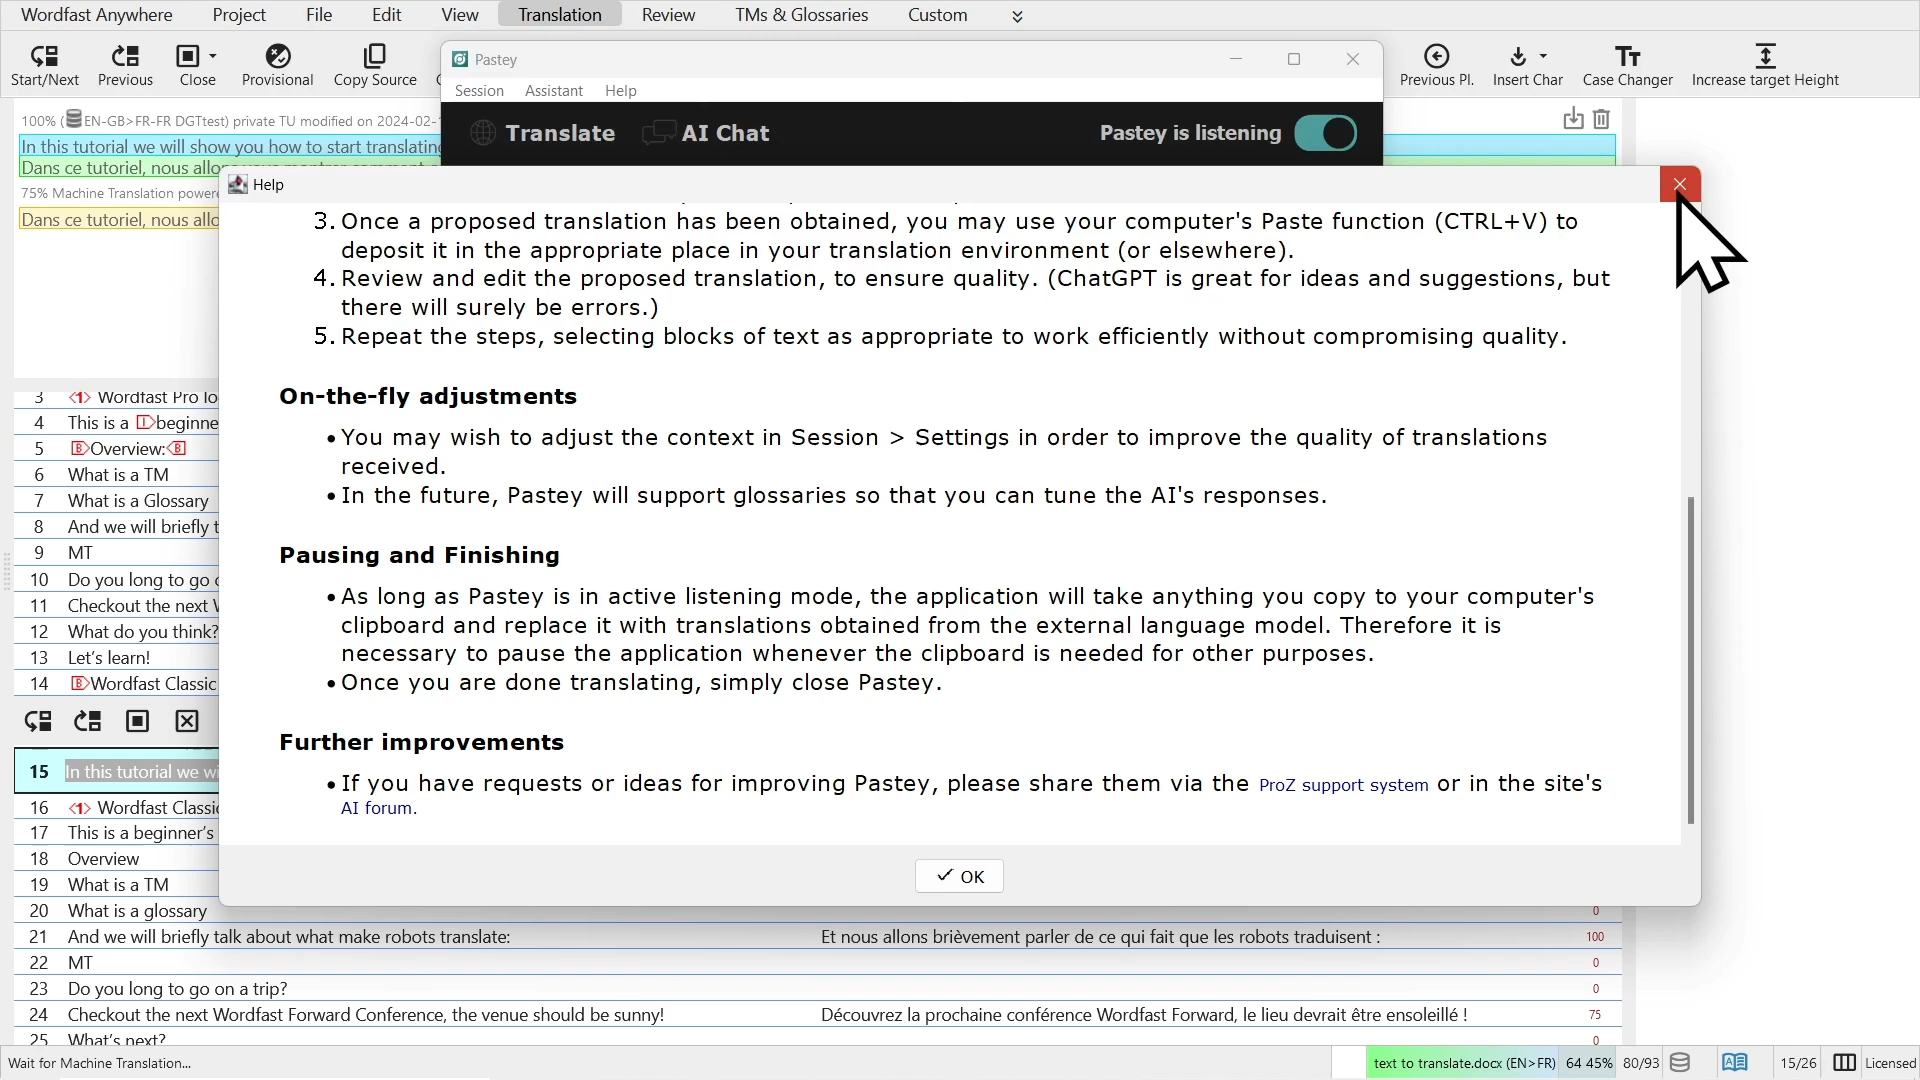 Wordfast Anywhere Project File Edit View Translation Review TMs & Glossaries Custom
Start/Next Previous Close Provisional Copy Source Previous Pl. Insert Char Case Changer Increase target Height
Pastey
Session Assistant Help
Translate AI Chat Pastey is listening
100% ( EN-GB>FR-FR DGTtest) private TU modified on 2024-02-
In this tutorial we will show you how to start translating
Dans ce tutoriel, nous
75% Machine Translation
Dans ce tutoriel, nous
Help
3. Once a proposed translation has been obtained, you may use your computer's Paste function (CTRL+V) to
deposit it in the appropriate place in your translation environment (or elsewhere).
4. Review and edit the proposed translation, to ensure quality. (ChatGPT is great for ideas and suggestions, but
there will surely be errors.)
5. Repeat the steps, selecting blocks of text as appropriate to work efficiently without compromising quality.
On-the-fly adjustments
• You may wish to adjust the context in Session > Settings in order to improve the quality of translations
received.
• In the future, Pastey will support glossaries so that you can tune the AI's responses.
Pausing and Finishing
• As long as Pastey is in active listening mode, the application will take anything you copy to your computer's
clipboard and replace it with translations obtained from the external language model. Therefore it is
necessary to pause the application whenever the clipboard is needed for other purposes.
• Once you are done translating, simply close Pastey.
Further improvements
• If you have requests or ideas for improving Pastey, please share them via the ProZ support system or in the site's
AI forum.
OK
3 <1> Wordfast Pro
4 This is a
5 B Overview: B
6 What is a TM
7 What is a Glossary
8 And we will briefly
9 MT
10 Do you long to go
11 Checkout the next
12 What do you think?
13 Let's learn!
14 B Wordfast Classic
15 In this tutorial we
16 <1> Wordfast
17 This is a beginner's
18 Overview
19 What is a TM
20 What is a glossary 0
21 And we will briefly talk about what make robots translate: Et nous allons brièvement parler de ce qui fait que les robots traduisent : 100
22 MT 0
23 Do you long to go on a trip? 0
24 Checkout the next Wordfast Forward Conference, the venue should be sunny! Découvrez la prochaine conférence Wordfast Forward, le lieu devrait être ensoleillé ! 75
25 What's next? 0
Wait for Machine Translation... text to translate.docx (EN>FR) 64 45% 80/93 15/26 Licensed